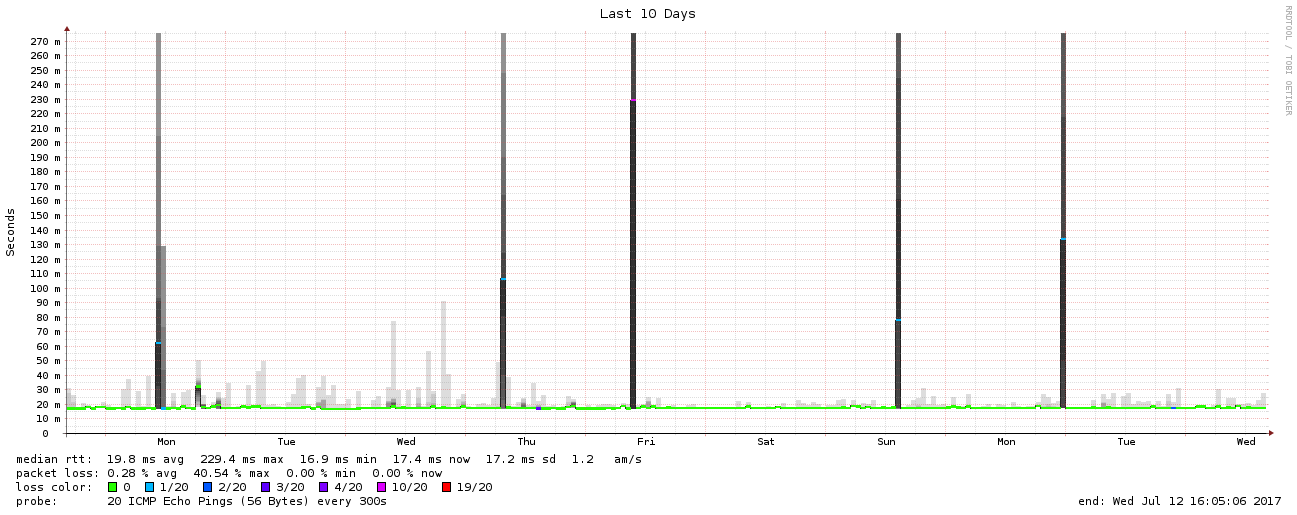 Last 10 Days
RRDTOOL / TOBI OETIKER
Seconds
270 m
260 m
250 m
240 m
230 m
220 m
210 m
200 m
190 m
180 m
170 m
160 m
150 m
140 m
130 m
120 m
110 m
100 m
90 m
80 m
70 m
60 m
50 m
40 m
30 m
20 m
10 m
0
Mon Tue Wed Thu Fri Sat Sun Mon Tue Wed
median rtt: 19.8 ms avg 229.4 ms max 16.9 ms min 17.4 ms now 17.2 ms sd 1.2 am/s
packet loss: 0.28 % avg 40.54 % max 0.00 % min 0.00 % now
loss color: 0 1/20 2/20 3/20 4/20 10/20 19/20
probe: 20 ICMP Echo Pings (56 Bytes) every 300s end: Wed Jul 12 16:05:06 2017